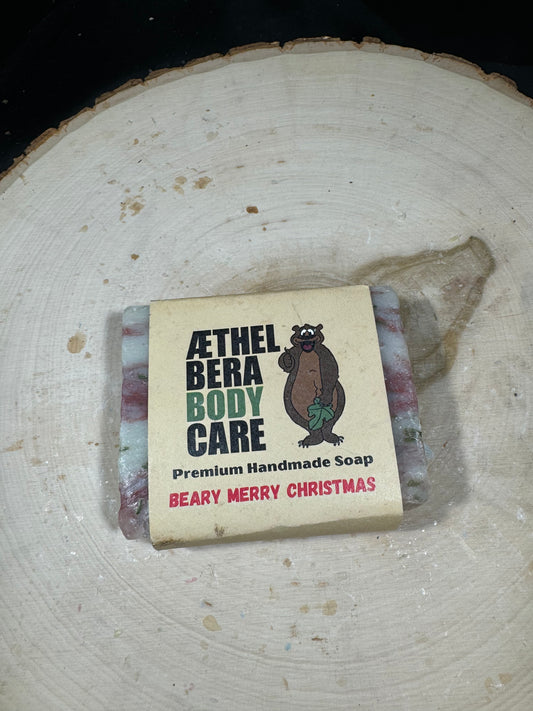 ÆTHEL
BERA
BODY
CARE
Premium Handmade Soap
BEARY MERRY CHRISTMAS